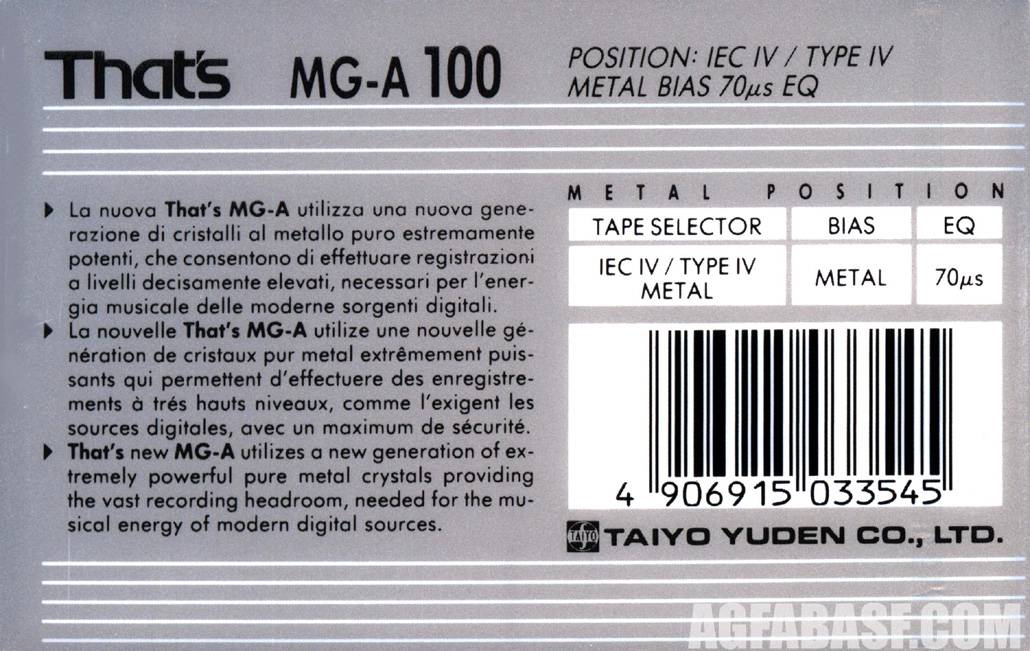 That's MG-A 100
POSITION: IEC IV / TYPE IV
METAL BIAS 70µs EQ
La nuova That's MG-A utilizza una nuova gene-
razione di cristalli al metallo puro estremamente
potenti, che consentono di effettuare registrazioni
a livelli decisamente elevati, necessari per l'ener-
gia musicale delle moderne sorgenti digitali.
La nouvelle That's MG-A utilize une nouvelle gé-
nération de cristaux pur metal extrêmement puis-
sants qui permettent d'effectuere des enregistre-
ments à trés hauts niveaux, comme l'exigent les
sources digitales, avec un maximum de sécurité.
That's new MG-A utilizes a new generation of ex-
tremely powerful pure metal crystals providing
the vast recording headroom, needed for the mu-
sical energy of modern digital sources.
METAL POSITION
TAPE SELECTOR BIAS EQ
IEC IV / TYPE IV
METAL METAL 70µs
4 906915 033545
TAIYO TAIYO YUDEN CO., LTD.
AGFABASE.COM